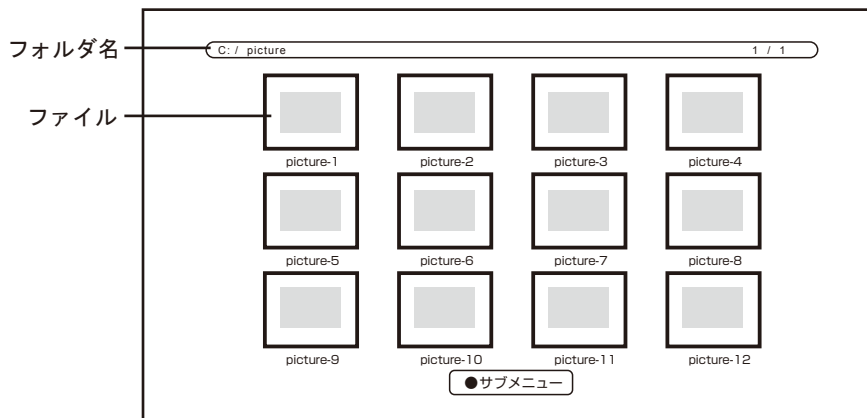 フォルダ名
C: / picture 1 / 1
ファイル
picture-1 picture-2 picture-3 picture-4
picture-5 picture-6 picture-7 picture-8
picture-9 picture-10 picture-11 picture-12
●サブメニュー